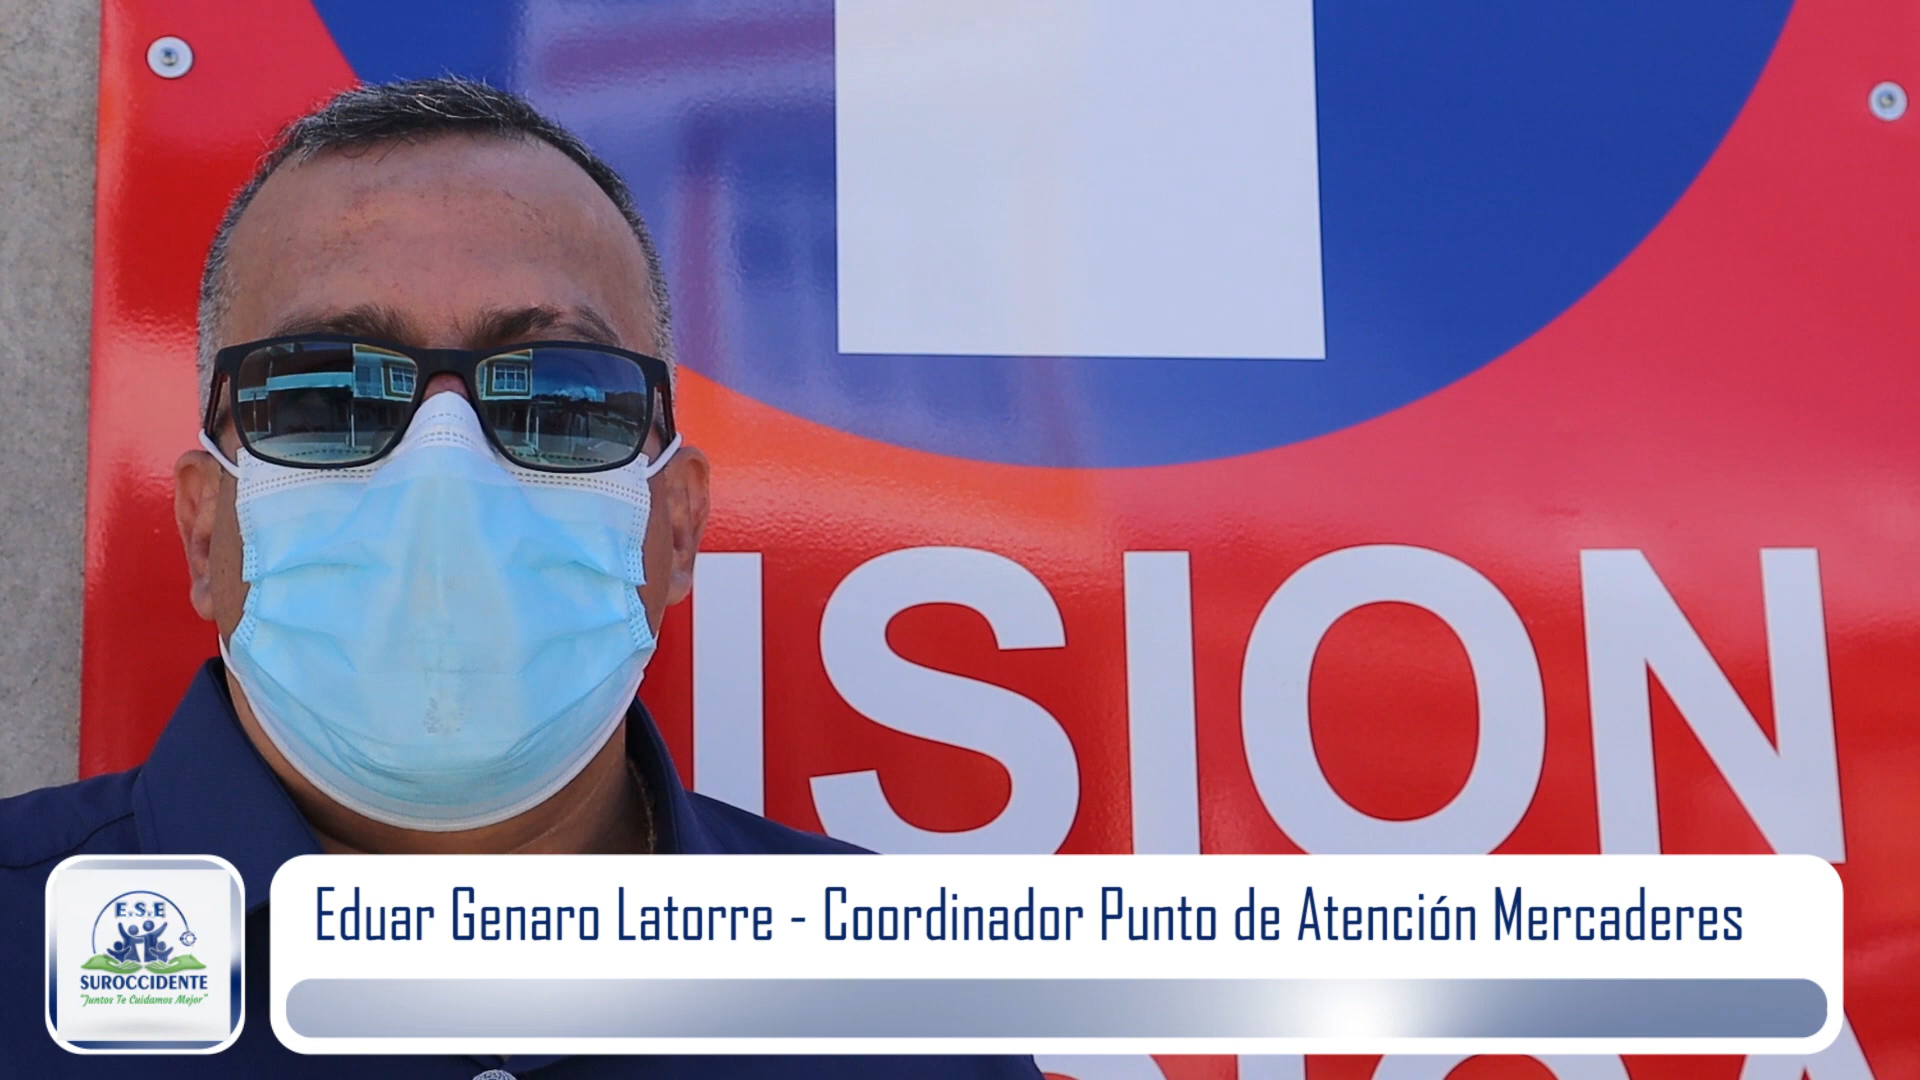 ISION
Eduar Genaro Latorre - Coordinador Punto de Atención Mercaderes
E.S.E
SUROCCIDENTE
"Juntos Te Cuidamos Mejor"